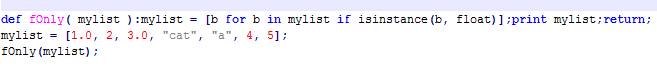 def fOnly( mylist ):mylist = [b for b in mylist if isinstance(b, float)];print mylist;return;
mylist = [1.0, 2, 3.0, "cat", "a", 4, 5];
fOnly(mylist);